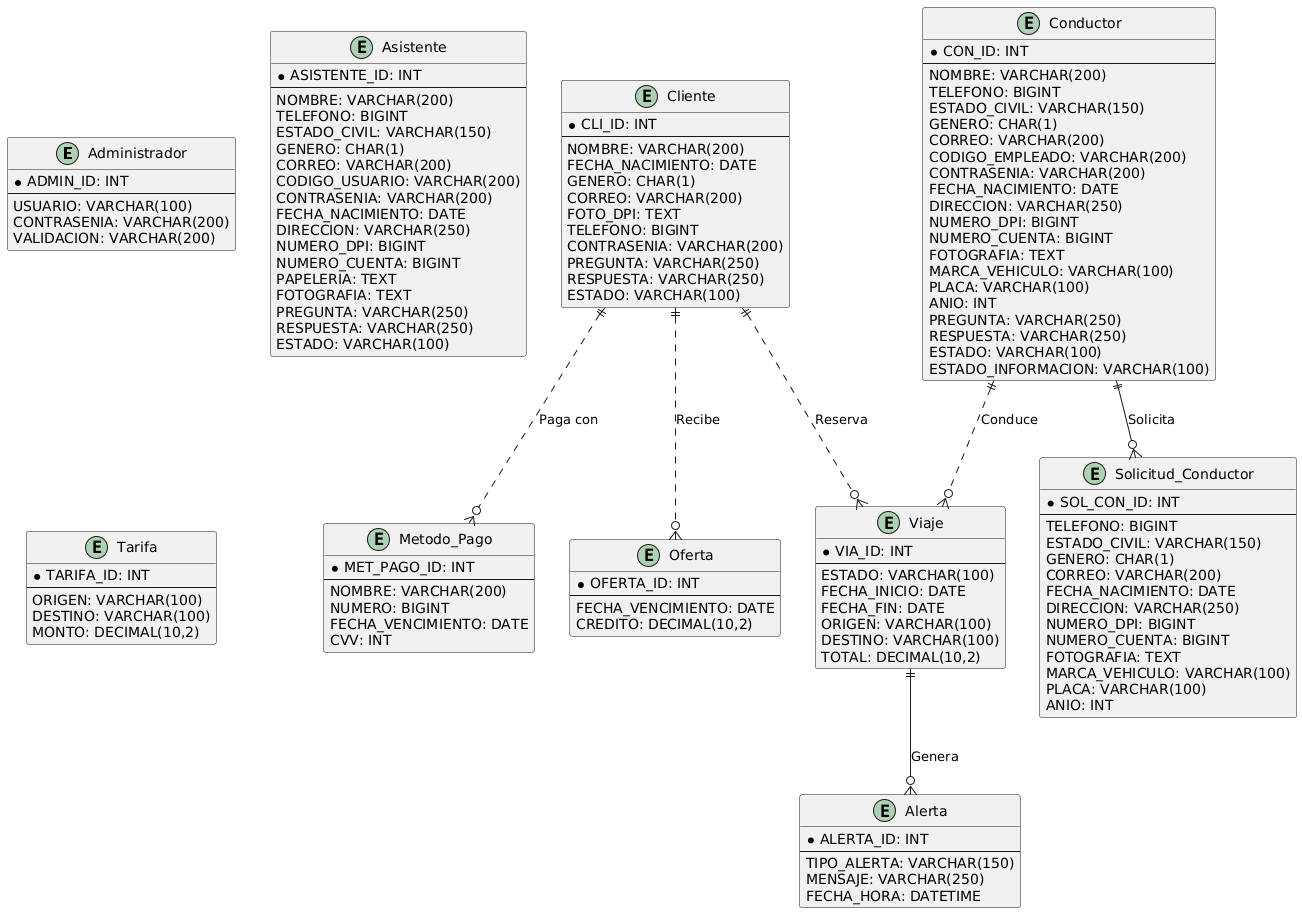 E Administrador
* ADMIN_ID: INT
USUARIO: VARCHAR(100)
CONTRASENIA: VARCHAR(200)
VALIDACION: VARCHAR(200)
E Asistente
* ASISTENTE_ID: INT
NOMBRE: VARCHAR(200)
TELEFONO: BIGINT
ESTADO_CIVIL: VARCHAR(150)
GENERO: CHAR(1)
CORREO: VARCHAR(200)
CODIGO_USUARIO: VARCHAR(200)
CONTRASENIA: VARCHAR(200)
FECHA_NACIMIENTO: DATE
DIRECCION: VARCHAR(250)
NUMERO_DPI: BIGINT
NUMERO_CUENTA: BIGINT
PAPELERIA: TEXT
FOTOGRAFIA: TEXT
PREGUNTA: VARCHAR(250)
RESPUESTA: VARCHAR(250)
ESTADO: VARCHAR(100)
E Cliente
* CLI_ID: INT
NOMBRE: VARCHAR(200)
FECHA_NACIMIENTO: DATE
GENERO: CHAR(1)
CORREO: VARCHAR(200)
FOTO_DPI: TEXT
TELEFONO: BIGINT
CONTRASENIA: VARCHAR(200)
PREGUNTA: VARCHAR(250)
RESPUESTA: VARCHAR(250)
ESTADO: VARCHAR(100)
E Conductor
* CON_ID: INT
NOMBRE: VARCHAR(200)
TELEFONO: BIGINT
ESTADO_CIVIL: VARCHAR(150)
GENERO: CHAR(1)
CORREO: VARCHAR(200)
CODIGO_EMPLEADO: VARCHAR(200)
CONTRASENIA: VARCHAR(200)
FECHA_NACIMIENTO: DATE
DIRECCION: VARCHAR(250)
NUMERO_DPI: BIGINT
NUMERO_CUENTA: BIGINT
FOTOGRAFIA: TEXT
MARCA_VEHICULO: VARCHAR(100)
PLACA: VARCHAR(100)
ANIO: INT
PREGUNTA: VARCHAR(250)
RESPUESTA: VARCHAR(250)
ESTADO: VARCHAR(100)
ESTADO_INFORMACION: VARCHAR(100)
Paga con
Recibe
Reserva
Conduce
Solicita
E Tarifa
* TARIFA_ID: INT
ORIGEN: VARCHAR(100)
DESTINO: VARCHAR(100)
MONTO: DECIMAL(10,2)
E Metodo_Pago
* MET_PAGO_ID: INT
NOMBRE: VARCHAR(200)
NUMERO: BIGINT
FECHA_VENCIMIENTO: DATE
CVV: INT
E Oferta
* OFERTA_ID: INT
FECHA_VENCIMIENTO: DATE
CREDITO: DECIMAL(10,2)
E Viaje
* VIA_ID: INT
ESTADO: VARCHAR(100)
FECHA_INICIO: DATE
FECHA_FIN: DATE
ORIGEN: VARCHAR(100)
DESTINO: VARCHAR(100)
TOTAL: DECIMAL(10,2)
E Solicitud_Conductor
* SOL_CON_ID: INT
TELEFONO: BIGINT
ESTADO_CIVIL: VARCHAR(150)
GENERO: CHAR(1)
CORREO: VARCHAR(200)
FECHA_NACIMIENTO: DATE
DIRECCION: VARCHAR(250)
NUMERO_DPI: BIGINT
NUMERO_CUENTA: BIGINT
FOTOGRAFIA: TEXT
MARCA_VEHICULO: VARCHAR(100)
PLACA: VARCHAR(100)
ANIO: INT
Genera
E Alerta
* ALERTA_ID: INT
TIPO_ALERTA: VARCHAR(150)
MENSAJE: VARCHAR(250)
FECHA_HORA: DATETIME